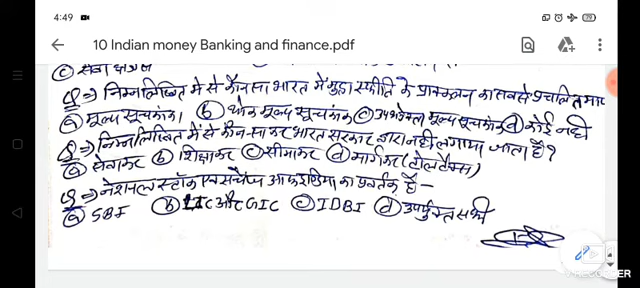 4:49
79
10 Indian money Banking and finance.pdf
Ⓒ सेवा क्षेत्र से
Q ⇒ निम्नलिखित में से कौन सा भारत में मुद्रा स्फीति के प्राक्कलन का सबसे प्रचलित माप
ⓐ मूल्य सूचकांक। ⓑ थोक मूल्य सूचकांक ⓒ उपभोक्ता मूल्य सूचकांक ⓓ कोई नही
Q ⇒ निम्नलिखित में से कौन सा कर भारत सरकार द्वारा नही लगाया जाता है?
ⓐ सेवाकर ⓑ शिक्षाकर ⓒ सीमाकर ⓓ मार्गकर (टोलटैक्स)
Q ⇒ नेशनल स्टॉक एक्सचेंज आफ इंडिया का प्रवर्तक है -
ⓐ SBI ⓑ LIC और GIC ⓒ IDBI ⓓ उपर्युक्त सभी
RECORDER